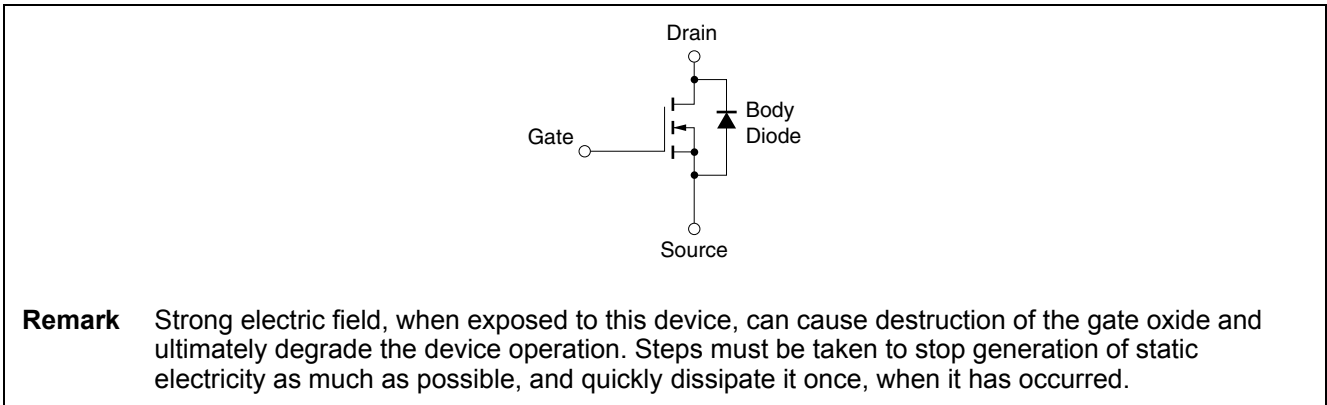 Drain
Body
Diode
Gate
Source
Remark Strong electric field, when exposed to this device, can cause destruction of the gate oxide and
ultimately degrade the device operation. Steps must be taken to stop generation of static
electricity as much as possible, and quickly dissipate it once, when it has occurred.